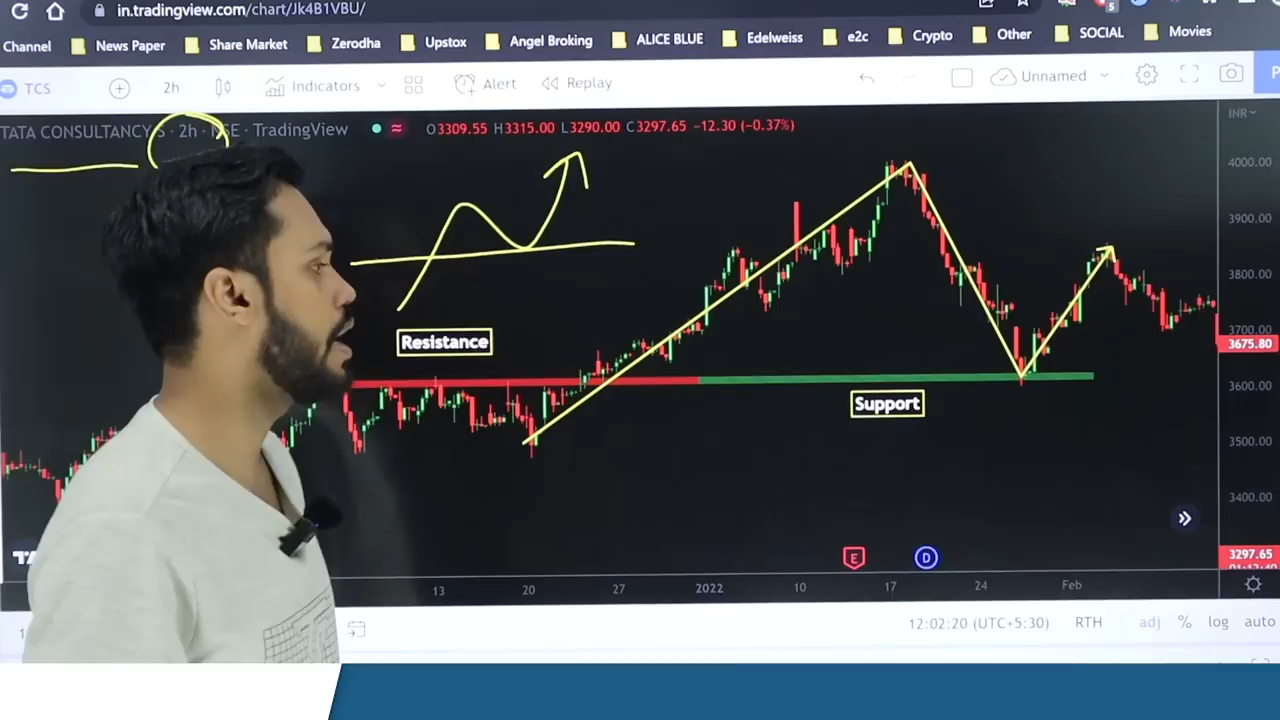 in.tradingview.com/chart/Jk4B1VBU/
5
Channel News Paper Share Market Zerodha Upstox Angel Broking ALICE BLUE Edelweiss e2c Crypto Other SOCIAL Movies
TCS 2h Indicators Alert Replay Unnamed P
TATA CONSULTANCY S · 2h · NSE · TradingView O3309.55 H3315.00 L3290.00 C3297.65 −12.30 (−0.37%) INR
4000.00
3900.00
3800.00
3700.00
Resistance
3675.80
3600.00
Support
3500.00
3400.00
E D
3297.65
13 20 27 2022 10 17 24 Feb
12:02:20 (UTC+5:30) RTH adj % log auto